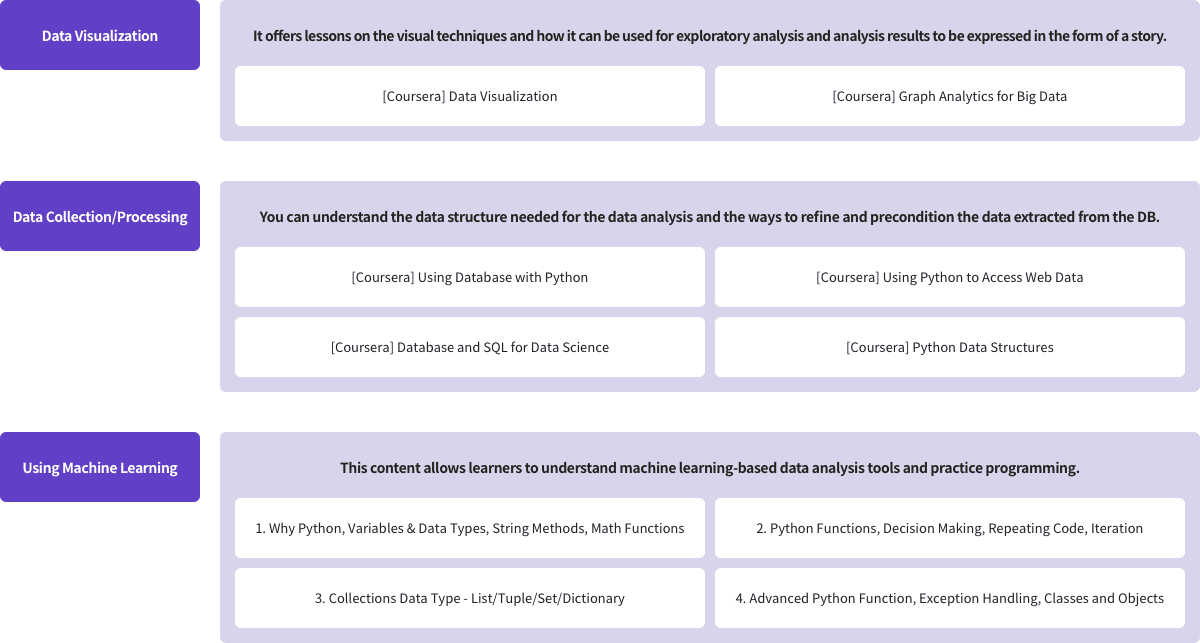 Data Visualization
It offers lessons on the visual techniques and how it can be used for exploratory analysis and analysis results to be expressed in the form of a story.
[Coursera] Data Visualization
[Coursera] Graph Analytics for Big Data
Data Collection/Processing
You can understand the data structure needed for the data analysis and the ways to refine and precondition the data extracted from the DB.
[Coursera] Using Database with Python
[Coursera] Using Python to Access Web Data
[Coursera] Database and SQL for Data Science
[Coursera] Python Data Structures
Using Machine Learning
This content allows learners to understand machine learning-based data analysis tools and practice programming.
1. Why Python, Variables & Data Types, String Methods, Math Functions
2. Python Functions, Decision Making, Repeating Code, Iteration
3. Collections Data Type - List/Tuple/Set/Dictionary
4. Advanced Python Function, Exception Handling, Classes and Objects